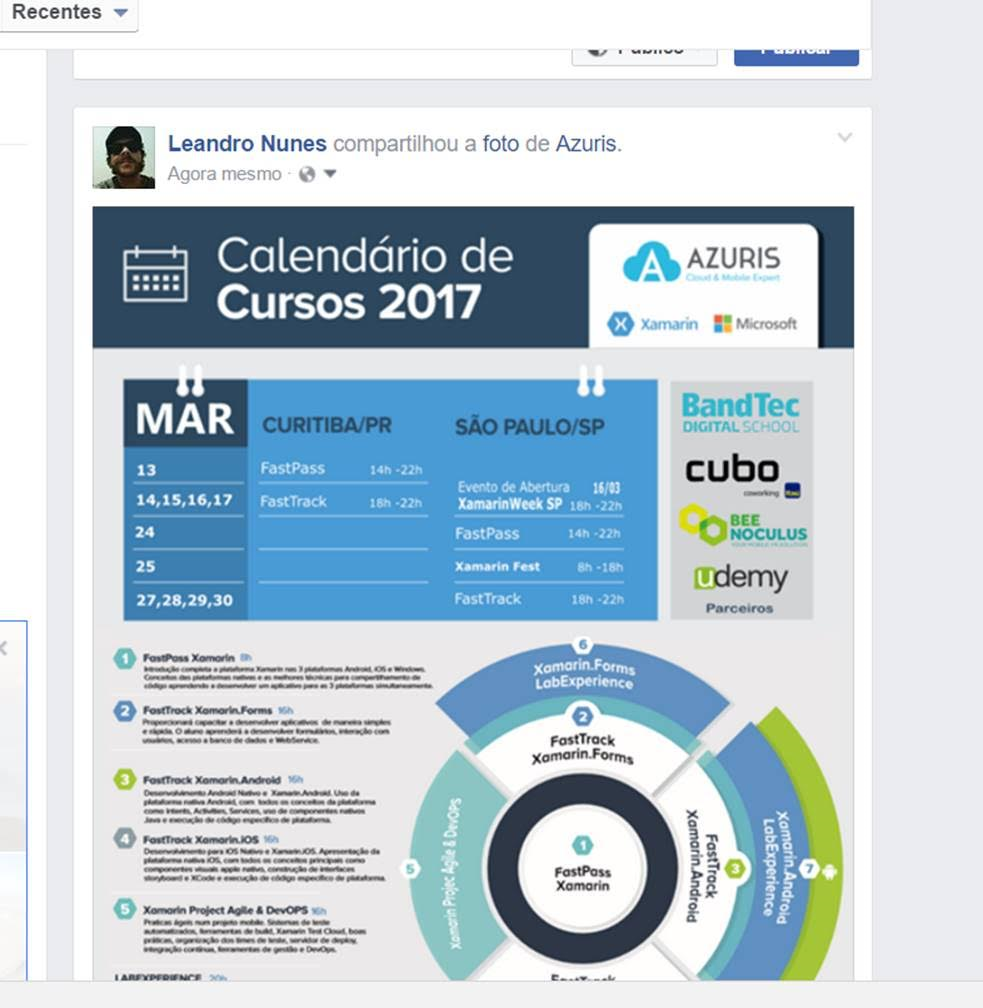 Recentes
Público
Publicar
Leandro Nunes compartilhou a foto de Azuris.
Agora mesmo ·
Calendário de
Cursos 2017
AZURIS
Cloud & Mobile Expert
Xamarin Microsoft
MAR
CURITIBA/PR
SÃO PAULO/SP
13
FastPass 14h -22h
14,15,16,17
FastTrack 18h -22h
Evento de Abertura 16/03
XamarinWeek SP 18h -22h
24
FastPass 14h -22h
25
Xamarin Fest 8h -18h
27,28,29,30
FastTrack 18h -22h
BandTec
DIGITAL SCHOOL
cubo
coworking Itaú
BEE
NOCULUS
udemy
Parceiros
1 FastPass Xamarin 8h
Introdução completa a plataforma Xamarin nas 3 plataformas Android, iOS e Windows.
Conceitos das plataformas nativas e as melhores técnicas para compartilhamento de
código aprendendo a desenvolver um aplicativo para as 3 plataformas simultaneamente.
2 FastTrack Xamarin.Forms 16h
Proporcionará capacitar a desenvolver aplicativos de maneira simples
e rápida. O aluno aprenderá a desenvolver formulários, interação com
usuários, acesso a banco de dados e WebService.
3 FastTrack Xamarin.Android 16h
Desenvolvimento Android Nativo e Xamarin.Android. Uso da
plataforma nativa Android, com todos os conceitos da plataforma
como Intents, Activities, Services, uso de componentes nativos
Java e execução de código específico de plataforma.
4 FastTrack Xamarin.iOS 16h
Desenvolvimento para iOS Nativo e Xamarin.iOS. Apresentação da
plataforma nativa iOS, com todos os conceitos principais como
componentes visuais apple nativo, construção de interfaces
storyboard e XCode e execução de código específico de plataforma.
5 Xamarin Project Agile & DevOPS 16h
Praticas ágeis num projeto mobile. Sistemas de teste
automatizados, ferramentas de build, Xamarin Test Cloud, boas
práticas, organização dos times de teste, servidor de deploy,
integração contínua, ferramentas de gestão e DevOps.
LABEXPERIENCE 20h
6
Xamarin.Forms
LabExperience
2
FastTrack
Xamarin.Forms
1
FastPass
Xamarin
5
Xamarin Projec Agile & DevOPS
FastTrack
Xamarin.Android
3
Xamarin.Android
LabExperience
7
FastTrack